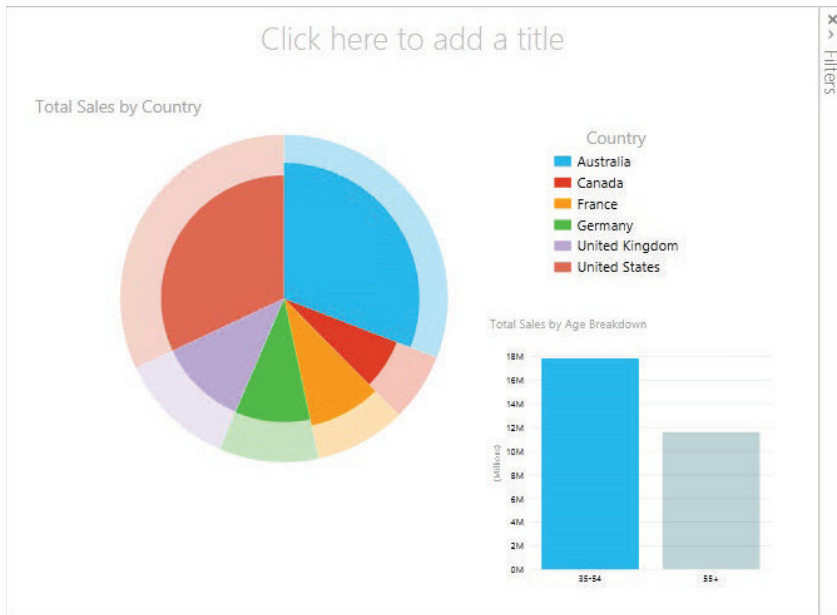 Click here to add a title
Filters
Total Sales by Country
Country
Australia
Canada
France
Germany
United Kingdom
United States
Total Sales by Age Breakdown
(Millions)
18M
16M
14M
12M
10M
8M
6M
4M
2M
0M
35-54
55+